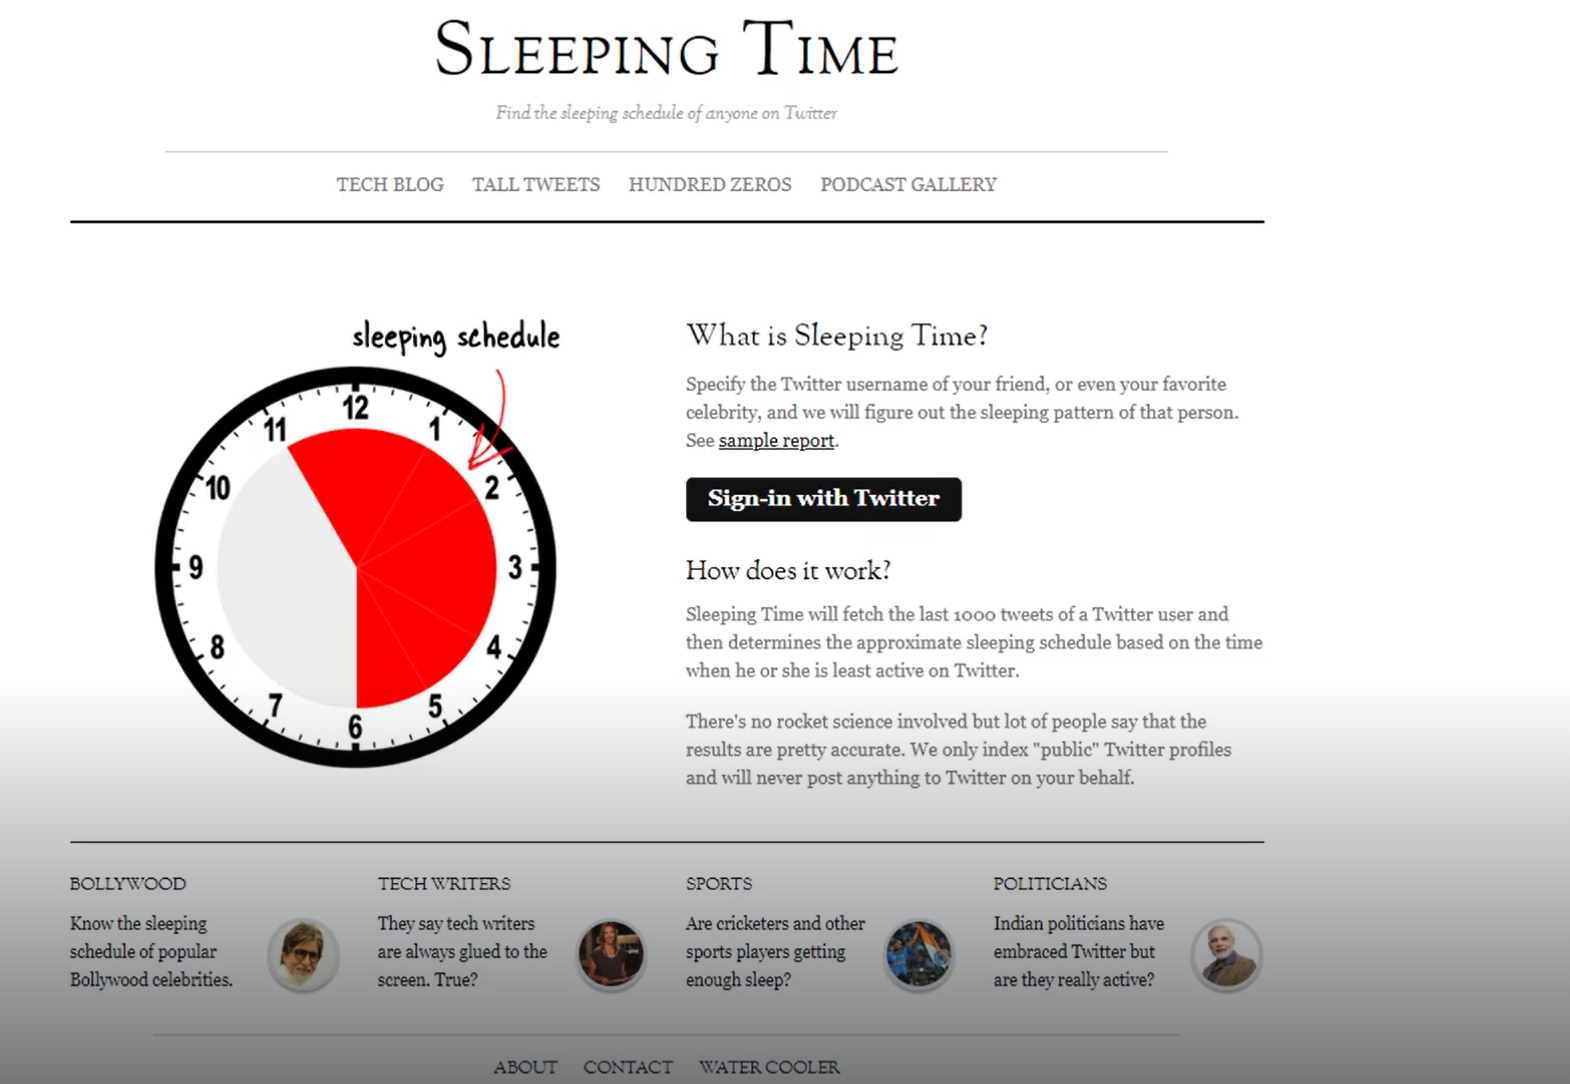 SLEEPING TIME
Find the sleeping schedule of anyone on Twitter
TECH BLOG TALL TWEETS HUNDRED ZEROS PODCAST GALLERY
sleeping schedule
12
1
2
3
4
5
6
7
8
9
10
11
What is Sleeping Time?
Specify the Twitter username of your friend, or even your favorite
celebrity, and we will figure out the sleeping pattern of that person.
See sample report.
Sign-in with Twitter
How does it work?
Sleeping Time will fetch the last 1000 tweets of a Twitter user and
then determines the approximate sleeping schedule based on the time
when he or she is least active on Twitter.
There's no rocket science involved but lot of people say that the
results are pretty accurate. We only index "public" Twitter profiles
and will never post anything to Twitter on your behalf.
BOLLYWOOD
Know the sleeping
schedule of popular
Bollywood celebrities.
TECH WRITERS
They say tech writers
are always glued to the
screen. True?
SPORTS
Are cricketers and other
sports players getting
enough sleep?
POLITICIANS
Indian politicians have
embraced Twitter but
are they really active?
ABOUT CONTACT WATER COOLER